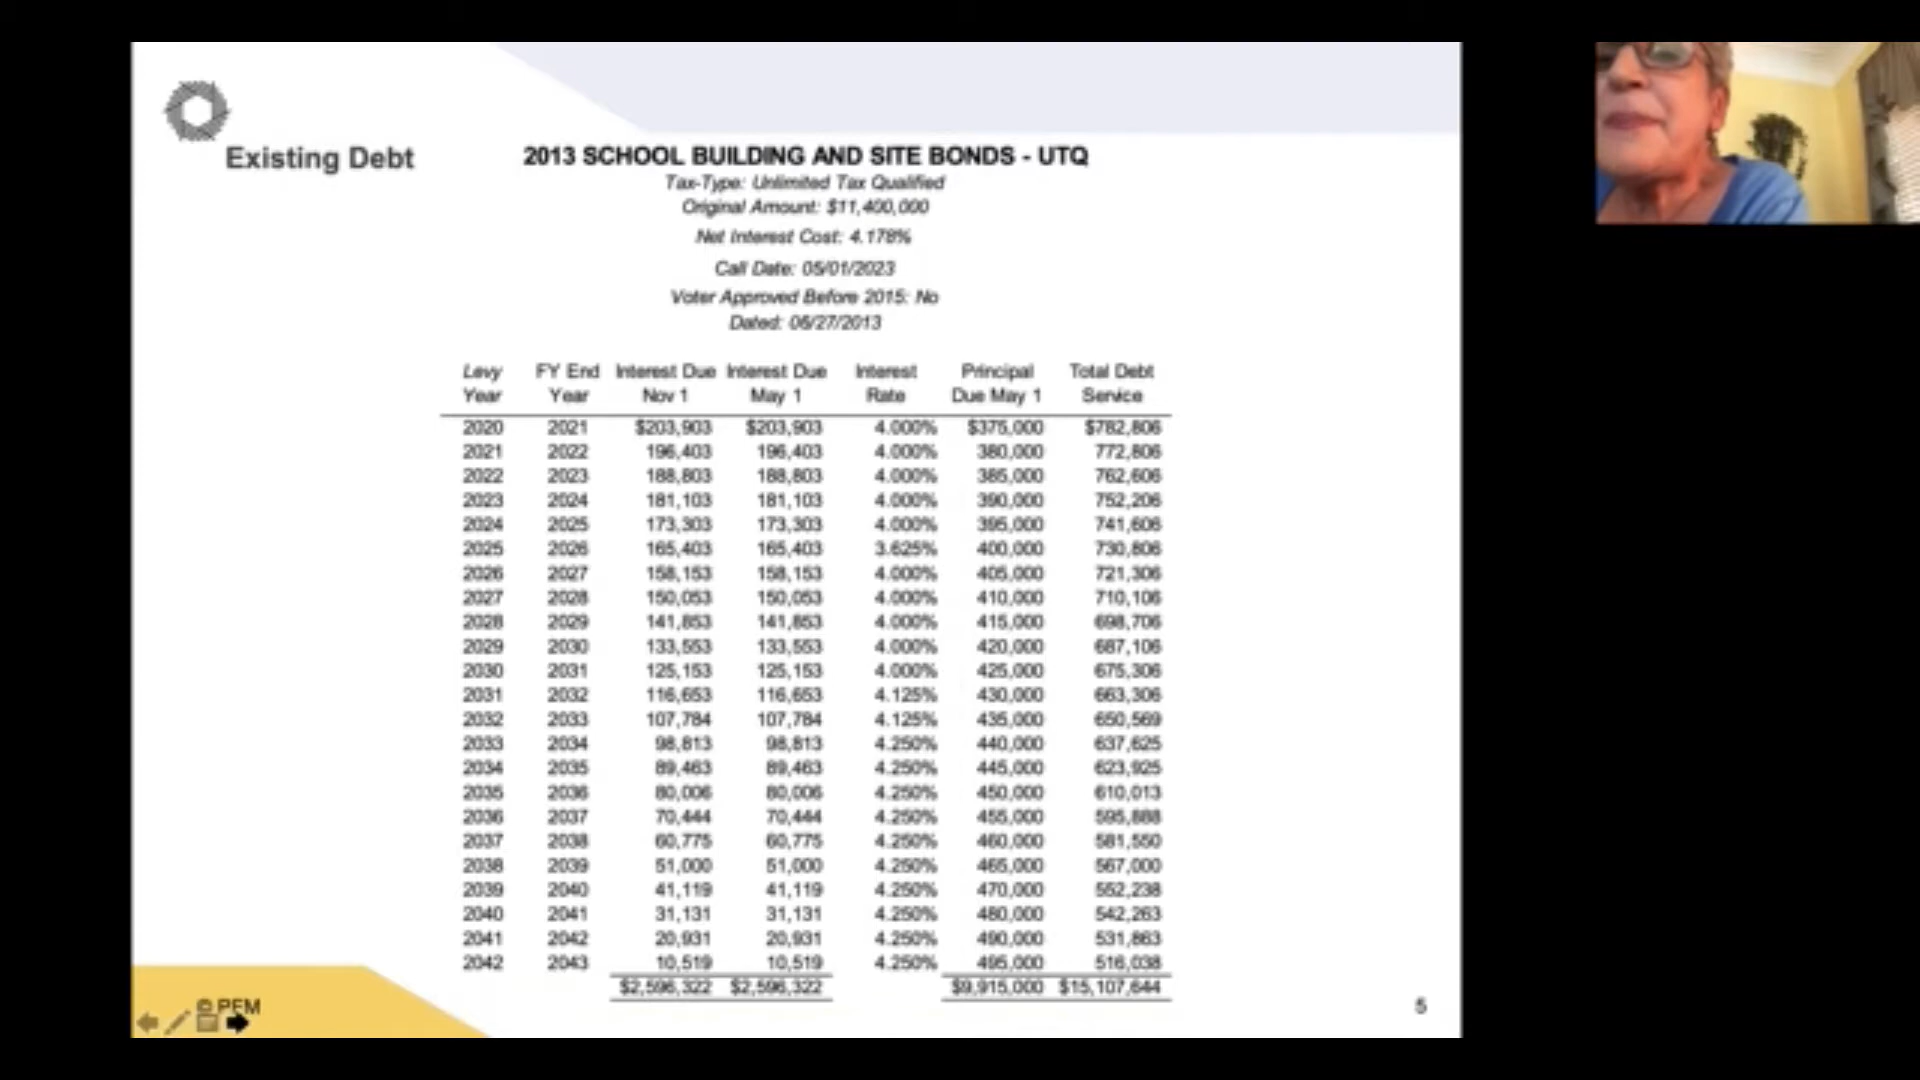 Existing Debt
2013 SCHOOL BUILDING AND SITE BONDS - UTQ
Tax-Type: Unlimited Tax Qualified
Original Amount: $11,400,000
Net Interest Cost: 4.178%
Call Date: 05/01/2023
Voter Approved Before 2015: No
Dated: 06/27/2013
Levy FY End Interest Due Interest Due Interest Principal Total Debt
Year Year Nov 1 May 1 Rate Due May 1 Service
2020 2021 $203,903 $203,903 4.000% $375,000 $782,806
2021 2022 196,403 196,403 4.000% 380,000 772,806
2022 2023 188,803 188,803 4.000% 385,000 762,606
2023 2024 181,103 181,103 4.000% 390,000 752,206
2024 2025 173,303 173,303 4.000% 395,000 741,606
2025 2026 165,403 165,403 3.625% 400,000 730,806
2026 2027 158,153 158,153 4.000% 405,000 721,306
2027 2028 150,053 150,053 4.000% 410,000 710,106
2028 2029 141,853 141,853 4.000% 415,000 698,706
2029 2030 133,553 133,553 4.000% 420,000 687,106
2030 2031 125,153 125,153 4.000% 425,000 675,306
2031 2032 116,653 116,653 4.125% 430,000 663,306
2032 2033 107,784 107,784 4.125% 435,000 650,569
2033 2034 98,813 98,813 4.250% 440,000 637,625
2034 2035 89,463 89,463 4.250% 445,000 623,925
2035 2036 80,006 80,006 4.250% 450,000 610,013
2036 2037 70,444 70,444 4.250% 455,000 595,888
2037 2038 60,775 60,775 4.250% 460,000 581,550
2038 2039 51,000 51,000 4.250% 465,000 567,000
2039 2040 41,119 41,119 4.250% 470,000 552,238
2040 2041 31,131 31,131 4.250% 480,000 542,263
2041 2042 20,931 20,931 4.250% 490,000 531,863
2042 2043 10,519 10,519 4.250% 495,000 516,038
$2,596,322 $2,596,322 $9,915,000 $15,107,644
© PFM
5